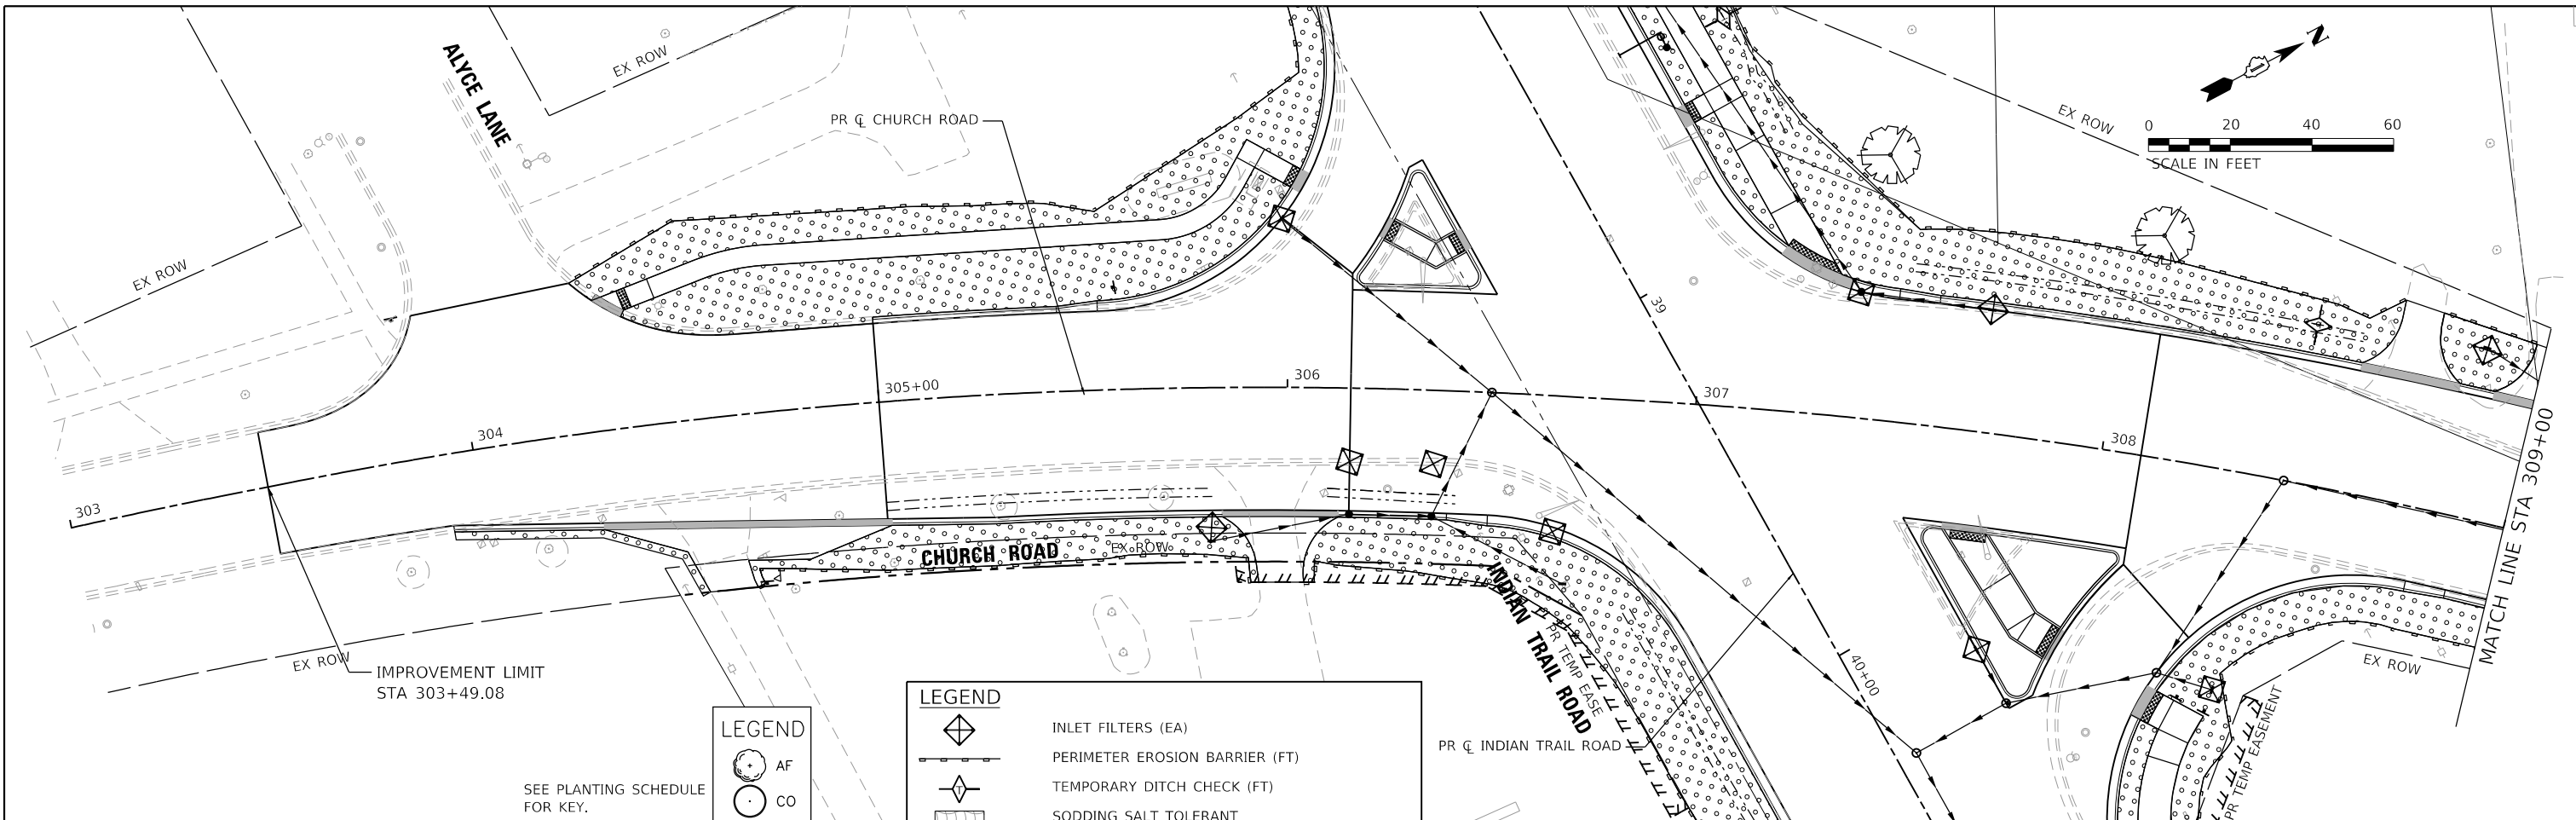 ALYCE LANE
EX ROW
PR ℄ CHURCH ROAD
N
EX ROW
0 20 40 60
SCALE IN FEET
EX ROW
39
303
304
305+00
306
307
308
MATCH LINE STA 309+00
CHURCH ROAD
EX ROW
INDIAN TRAIL ROAD
PR TEMP EASE
40+00
EX ROW
IMPROVEMENT LIMIT
STA 303+49.08
PR ℄ INDIAN TRAIL ROAD
EX ROW
PR TEMP EASEMENT
SEE PLANTING SCHEDULE
FOR KEY.
LEGEND
AF
CO
LEGEND
INLET FILTERS (EA)
PERIMETER EROSION BARRIER (FT)
T
TEMPORARY DITCH CHECK (FT)
SODDING SALT TOLERANT